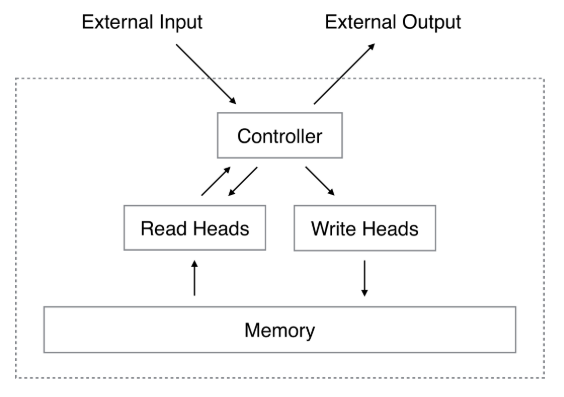 External Input
External Output
Controller
Read Heads
Write Heads
Memory